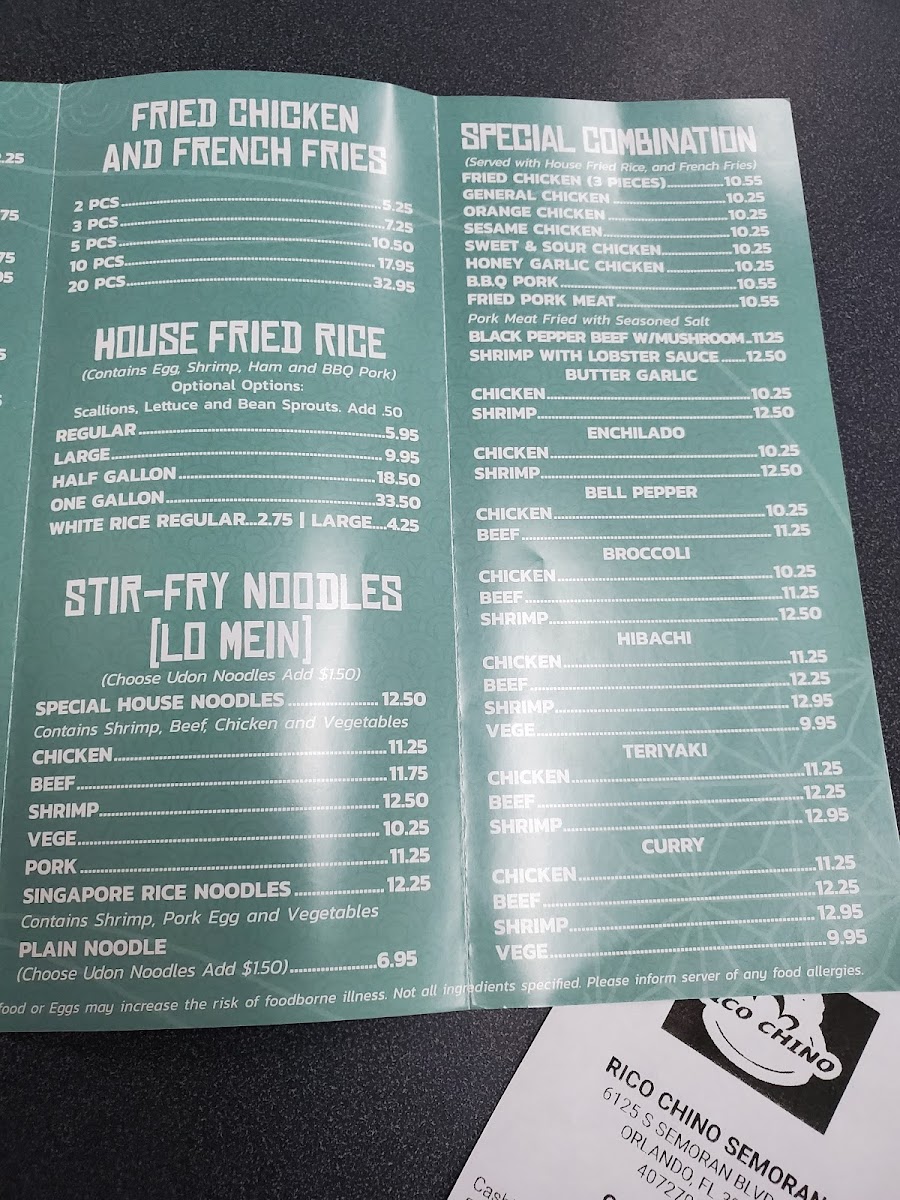 .25
.75
.75
.95
FRIED CHICKEN
AND FRENCH FRIES
2 PCS 5.25
3 PCS 7.25
5 PCS 10.50
10 PCS 17.95
20 PCS 32.95
HOUSE FRIED RICE
(Contains Egg, Shrimp, Ham and BBQ Pork)
Optional Options:
Scallions, Lettuce and Bean Sprouts. Add .50
REGULAR 5.95
LARGE 9.95
HALF GALLON 18.50
ONE GALLON 33.50
WHITE RICE REGULAR...2.75 | LARGE....4.25
STIR-FRY NOODLES
[LO MEIN]
(Choose Udon Noodles Add $1.50)
SPECIAL HOUSE NOODLES 12.50
Contains Shrimp, Beef, Chicken and Vegetables
CHICKEN 11.25
BEEF 11.75
SHRIMP 12.50
VEGE 10.25
PORK 11.25
SINGAPORE RICE NOODLES 12.25
Contains Shrimp, Pork Egg and Vegetables
PLAIN NOODLE
(Choose Udon Noodles Add $1.50) 6.95
SPECIAL COMBINATION
(Served with House Fried Rice, and French Fries)
FRIED CHICKEN (3 PIECES) 10.55
GENERAL CHICKEN 10.25
ORANGE CHICKEN 10.25
SESAME CHICKEN 10.25
SWEET & SOUR CHICKEN 10.25
HONEY GARLIC CHICKEN 10.25
B.B.Q PORK 10.55
FRIED PORK MEAT 10.55
Pork Meat Fried with Seasoned Salt
BLACK PEPPER BEEF W/MUSHROOM 11.25
SHRIMP WITH LOBSTER SAUCE 12.50
BUTTER GARLIC
CHICKEN 10.25
SHRIMP 12.50
ENCHILADO
CHICKEN 10.25
SHRIMP 12.50
BELL PEPPER
CHICKEN 10.25
BEEF 11.25
BROCCOLI
CHICKEN 10.25
BEEF 11.25
SHRIMP 12.50
HIBACHI
CHICKEN 11.25
BEEF 12.25
SHRIMP 12.95
VEGE 9.95
TERIYAKI
CHICKEN 11.25
BEEF 12.25
SHRIMP 12.95
CURRY
CHICKEN 11.25
BEEF 12.25
SHRIMP 12.95
VEGE 9.95
food or Eggs may increase the risk of foodborne illness. Not all ingredients specified. Please inform server of any food allergies.
CO CHINO
RICO CHINO SEMORAN
6125 S SEMORAN BLV
ORLANDO, FL
40727
Cash